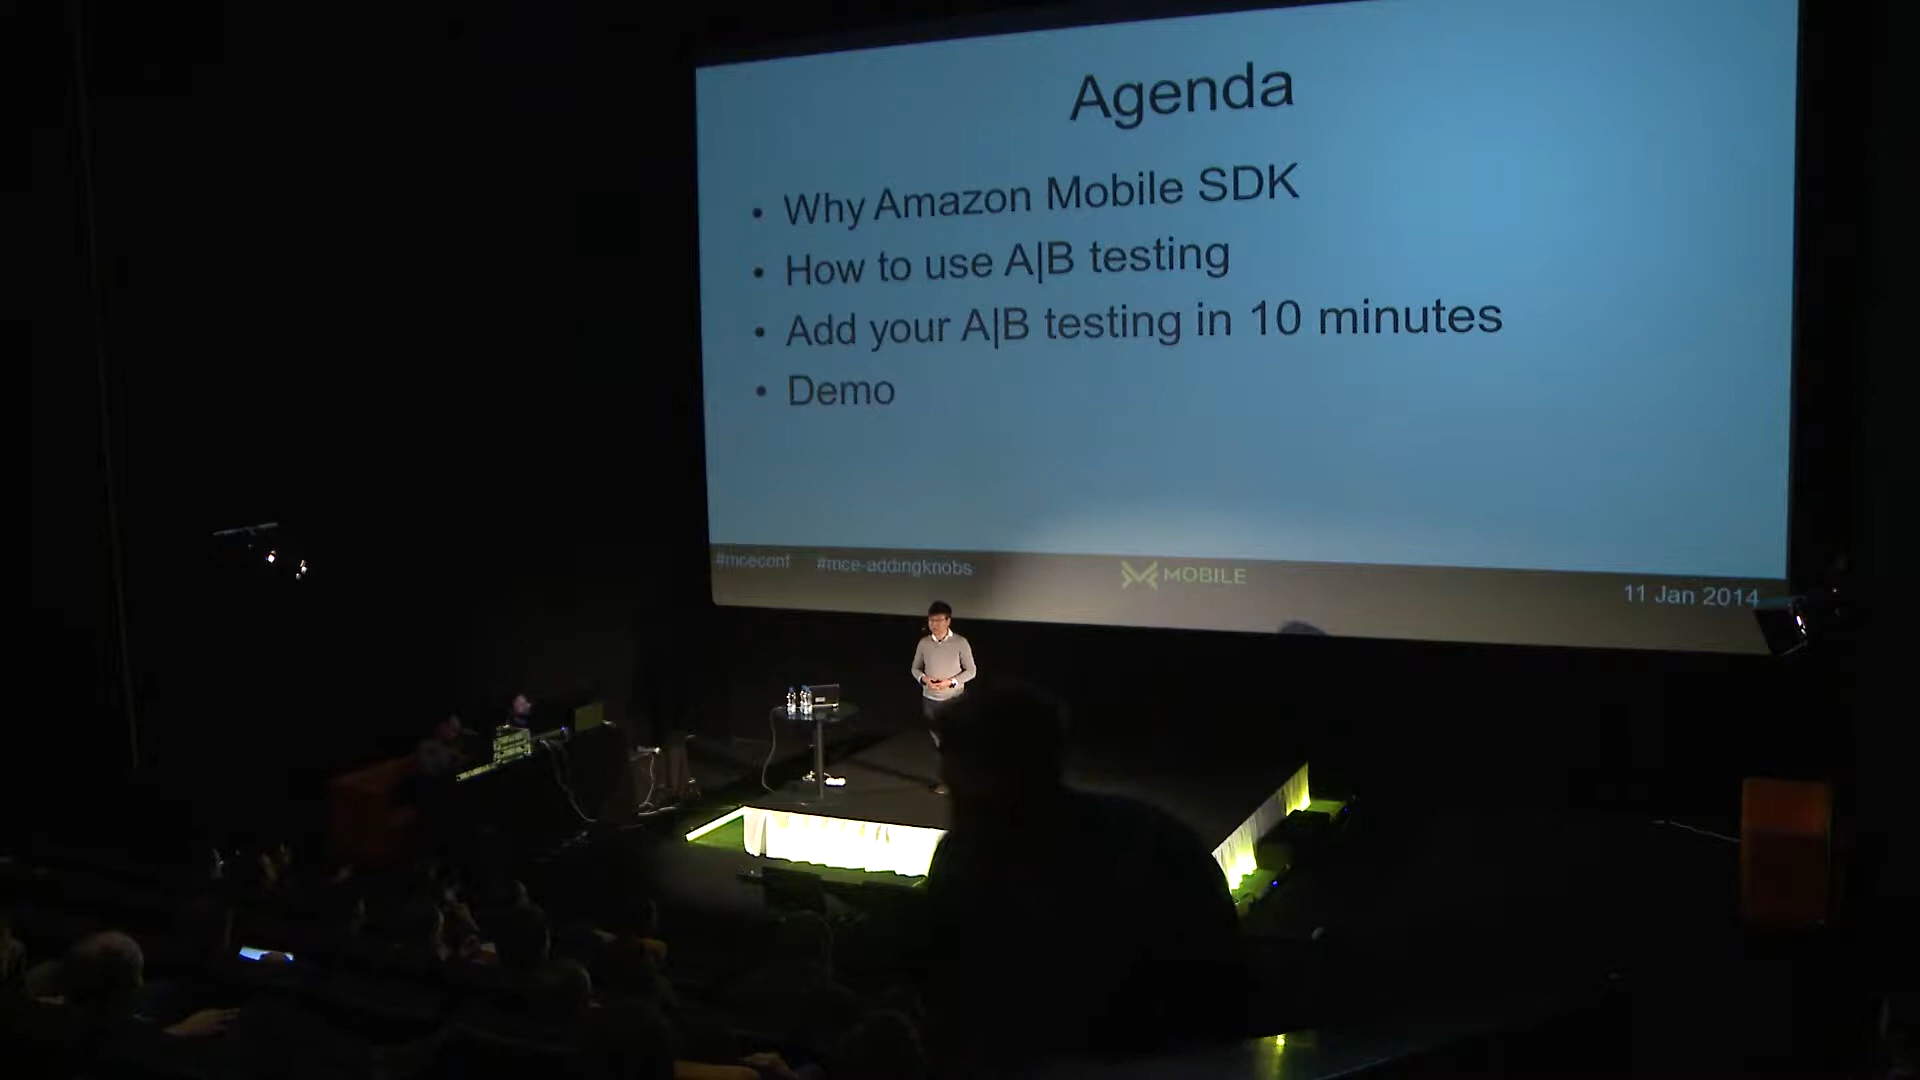 Agenda
• Why Amazon Mobile SDK
• How to use A|B testing
• Add your A|B testing in 10 minutes
• Demo
#mceconf #mce-addingknobs MOBILE 11 Jan 2014